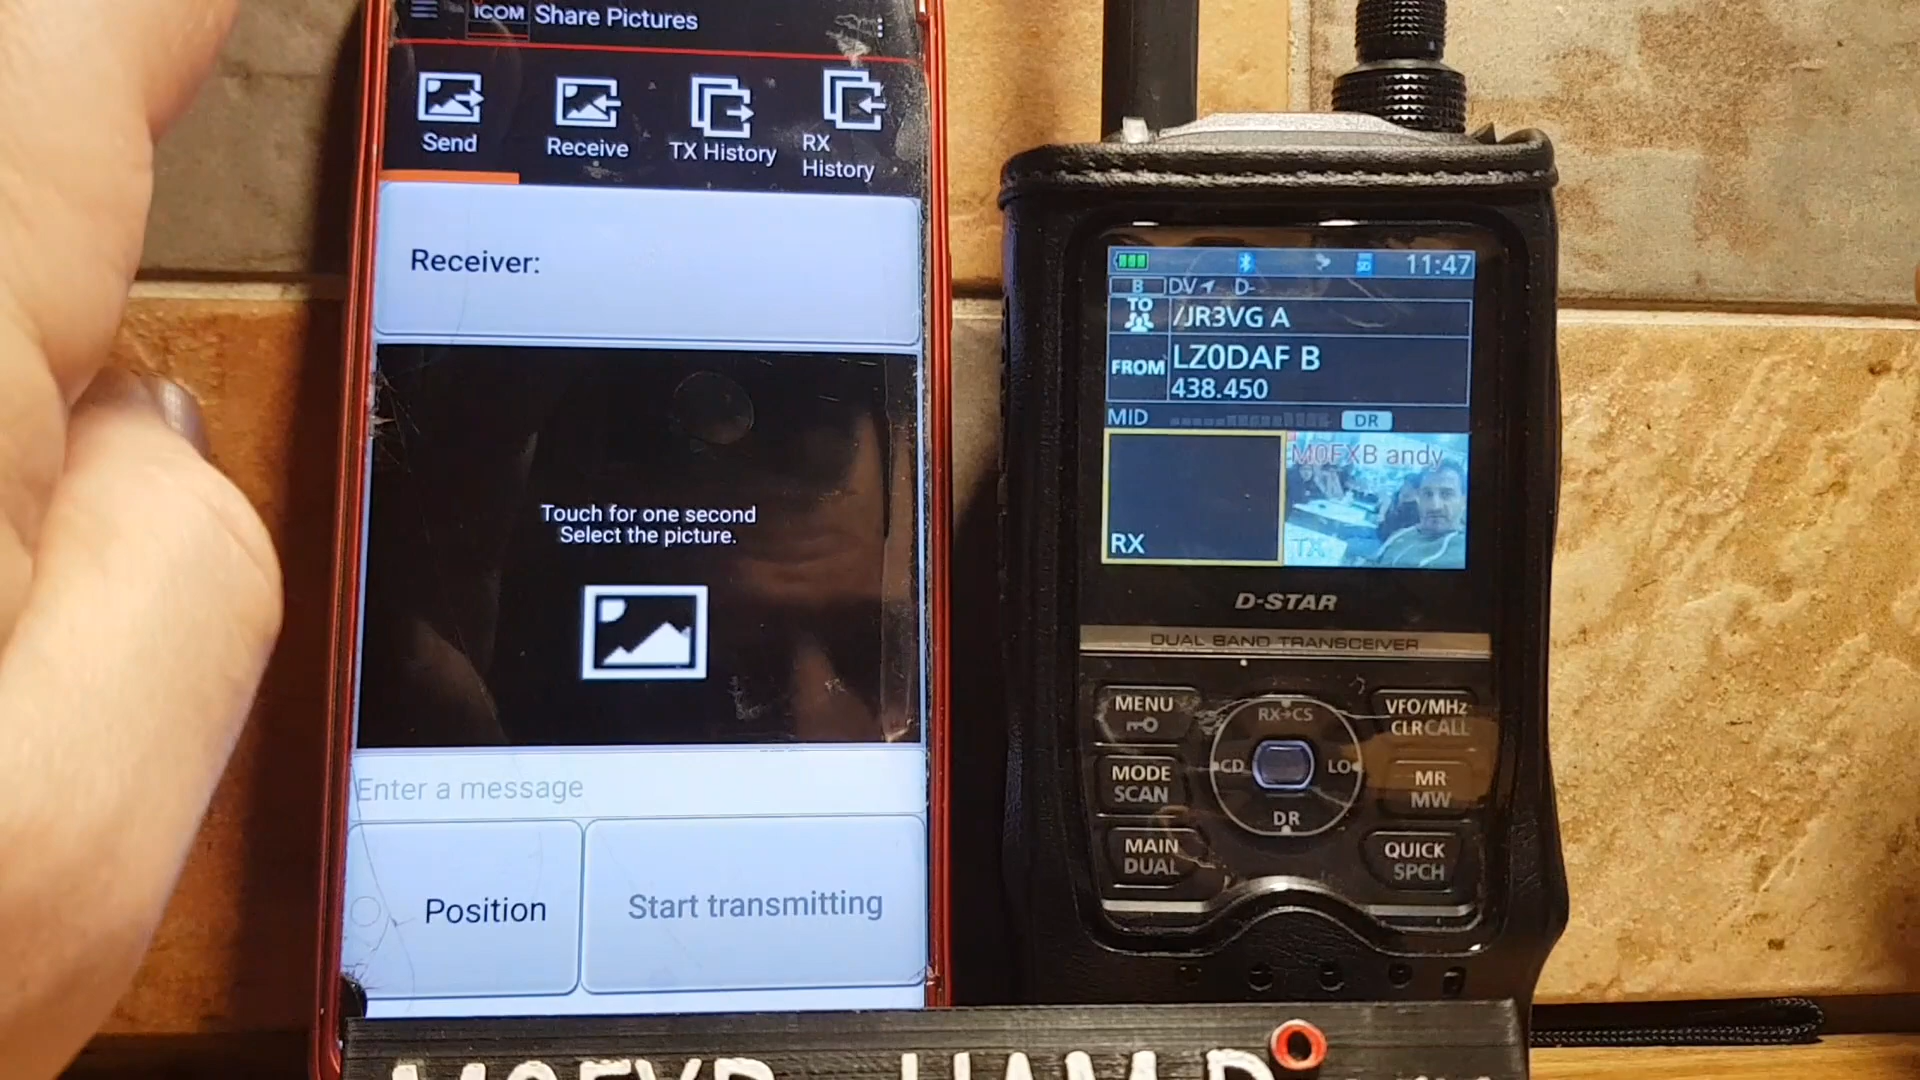 ICOM Share Pictures
Send
Receive
TX History
RX
History
Receiver:
Touch for one second
Select the picture.
Enter a message
Position
Start transmitting
11:47
B DV D-
TO
/JR3VG A
FROM
LZ0DAF B
438.450
MID
DR
RX
M0FXB andy
TX
D-STAR
DUAL BAND TRANSCEIVER
MENU
RX→CS
VFO/MHz
CLR CALL
MODE
SCAN
CD
LO
MR
MW
DR
MAIN
DUAL
QUICK
SPCH
M0FXB HAM